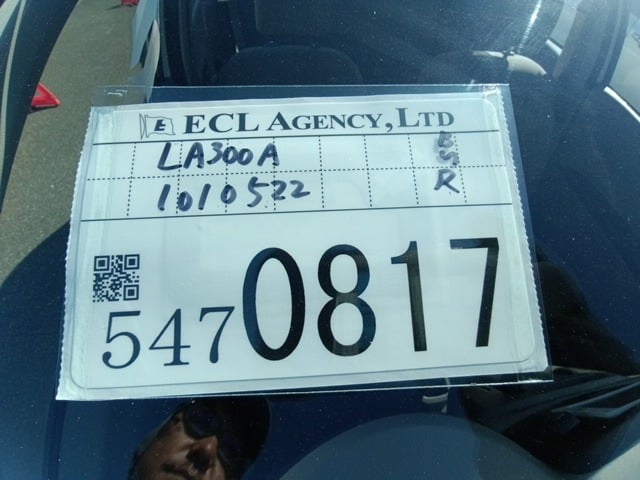 E ECL AGENCY, LTD
LA300A
1010522 R
5470817